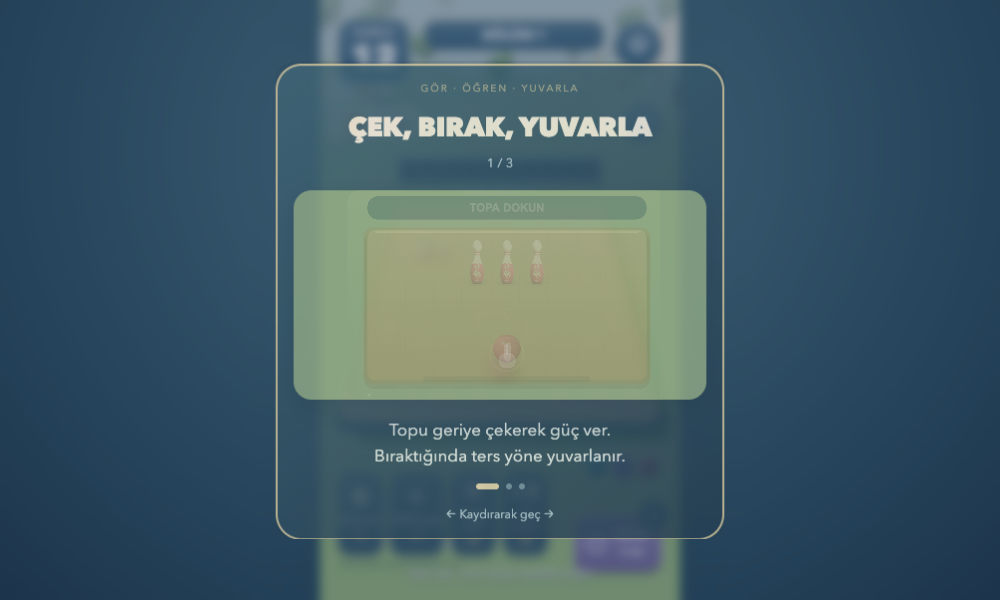 GÖR · ÖĞREN · YUVARLA
ÇEK, BIRAK, YUVARLA
1 / 3
TOPA DOKUN
Topu geriye çekerek güç ver.
Bıraktığında ters yöne yuvarlanır.
← Kaydırarak geç →